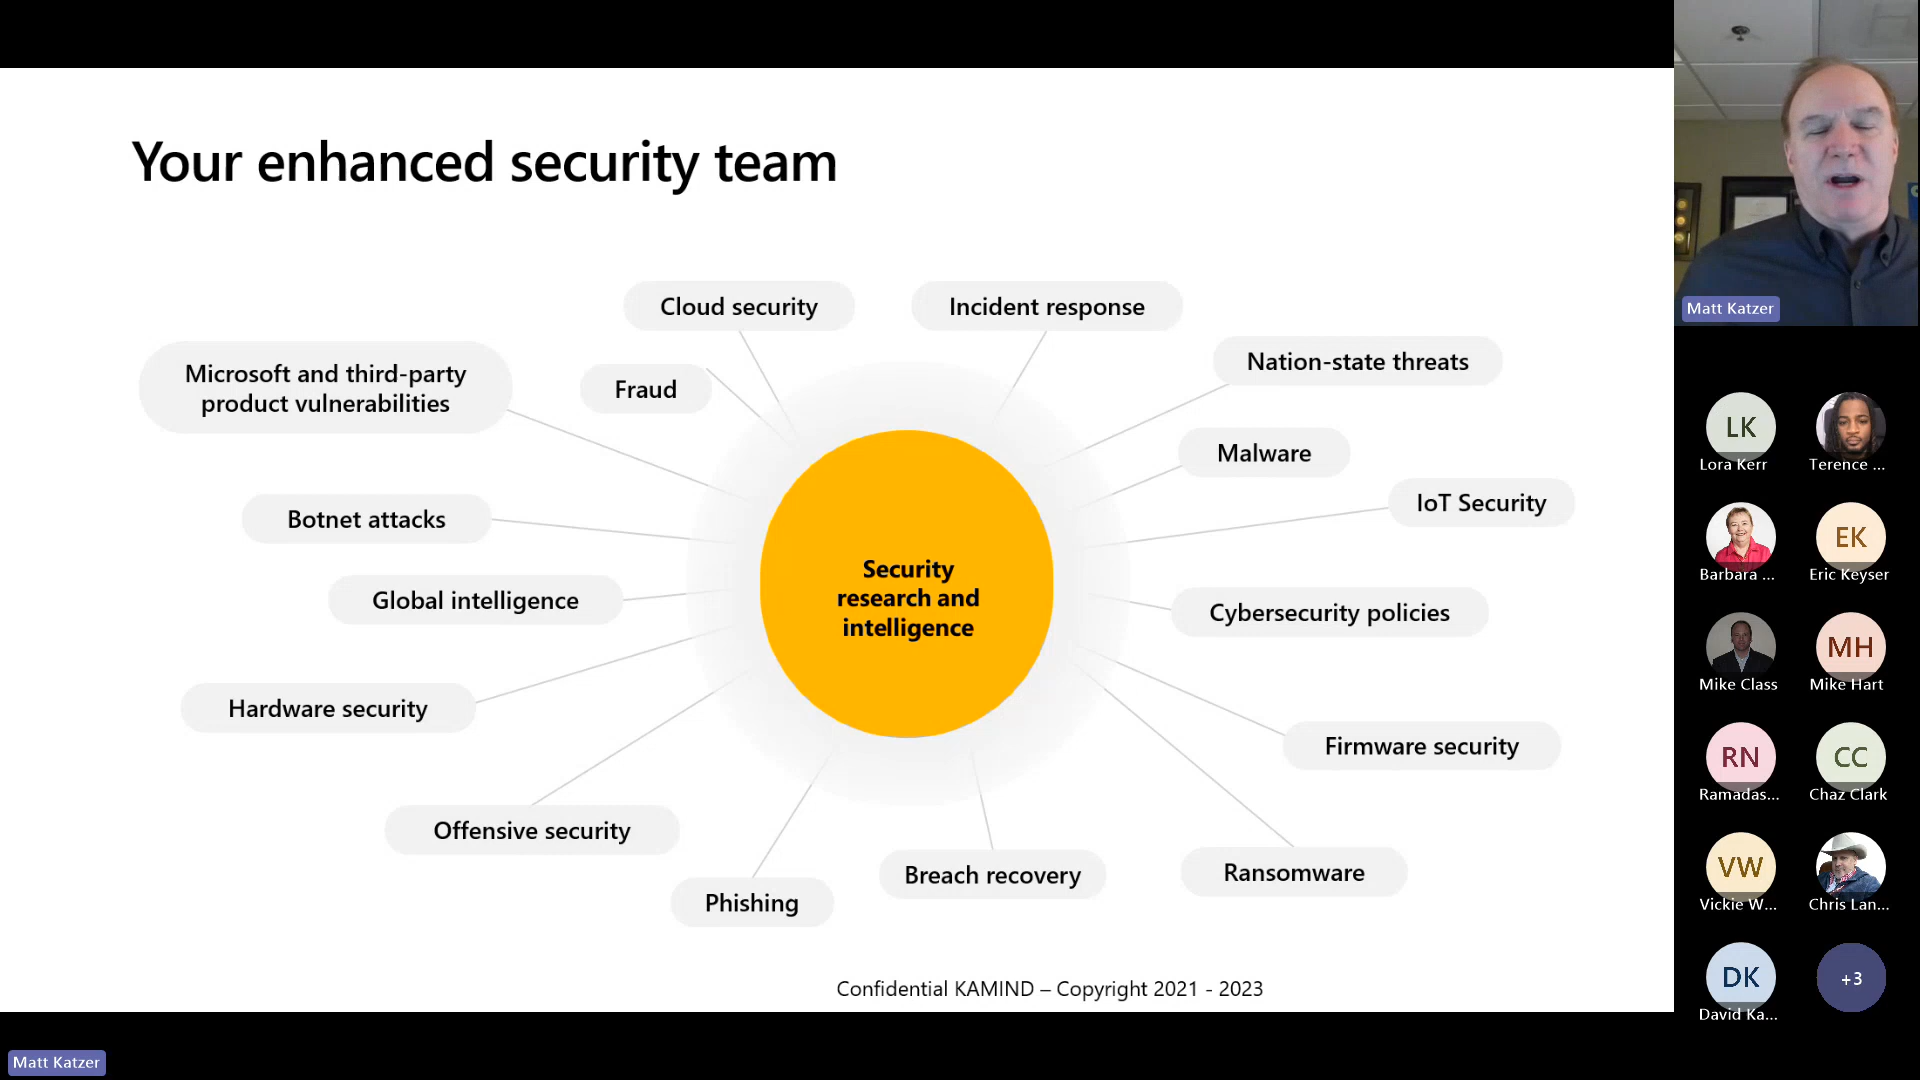 Your enhanced security team
Cloud security
Incident response
Microsoft and third-party
product vulnerabilities
Fraud
Nation-state threats
Malware
IoT Security
Botnet attacks
Security
research and
intelligence
Global intelligence
Cybersecurity policies
Hardware security
Firmware security
Offensive security
Phishing
Breach recovery
Ransomware
Confidential KAMIND – Copyright 2021 - 2023
Matt Katzer
Matt Katzer
LK
Lora Kerr
Terence ...
Barbara ...
EK
Eric Keyser
Mike Class
MH
Mike Hart
RN
Ramadas...
CC
Chaz Clark
VW
Vickie W...
Chris Lan...
DK
David Ka...
+3